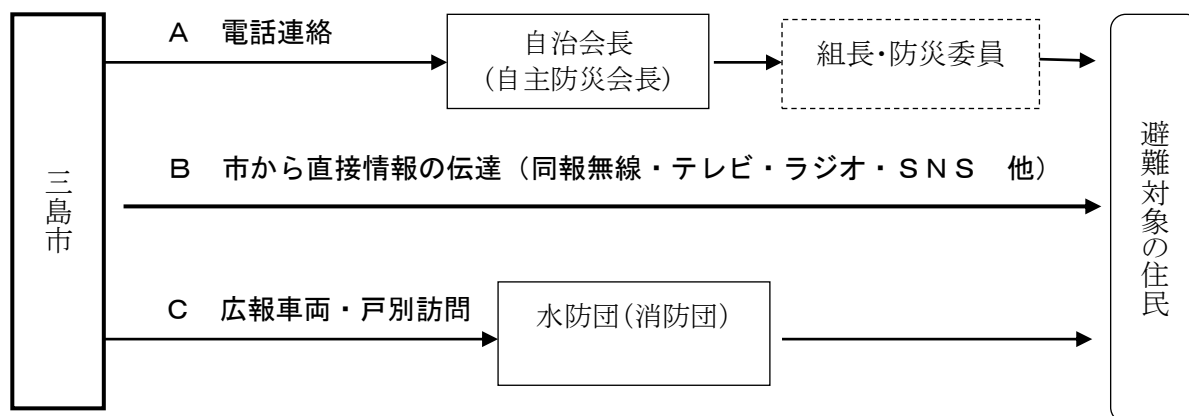 三島市
A 電話連絡
自治会長
(自主防災会長)
組長・防災委員
B 市から直接情報の伝達（同報無線・テレビ・ラジオ・ＳＮＳ 他）
C 広報車両・戸別訪問
水防団(消防団)
避難対象の住民